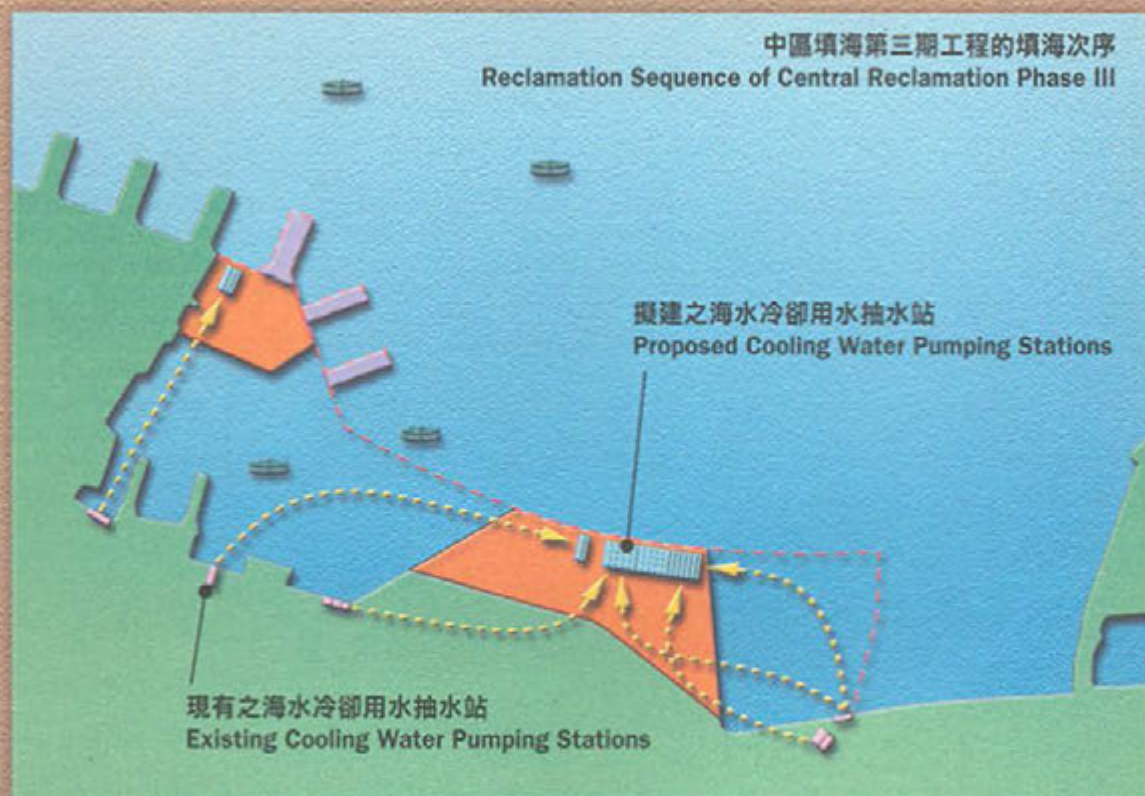 中區填海第三期工程的填海次序
Reclamation Sequence of Central Reclamation Phase III
擬建之海水冷卻用水抽水站
Proposed Cooling Water Pumping Stations
現有之海水冷卻用水抽水站
Existing Cooling Water Pumping Stations